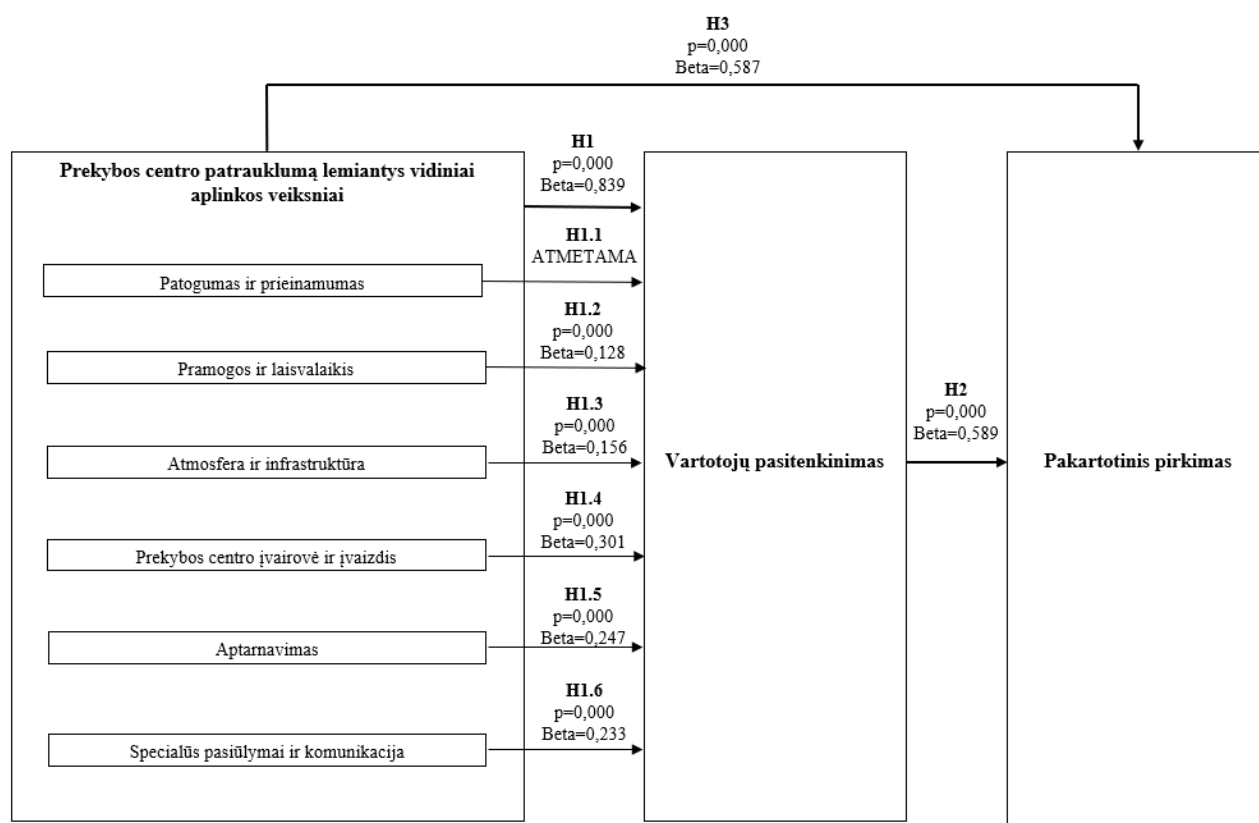 H3
p=0,000
Beta=0,587
Prekybos centro patrauklumą lemiantys vidiniai
aplinkos veiksniai
H1
p=0,000
Beta=0,839
H1.1
ATMETAMA
Patogumas ir prieinamumas
H1.2
p=0,000
Beta=0,128
Pramogos ir laisvalaikis
H1.3
p=0,000
Beta=0,156
Atmosfera ir infrastruktūra
H1.4
p=0,000
Beta=0,301
Prekybos centro įvairovė ir įvaizdis
H1.5
p=0,000
Beta=0,247
Aptarnavimas
H1.6
p=0,000
Beta=0,233
Specialūs pasiūlymai ir komunikacija
Vartotojų pasitenkinimas
H2
p=0,000
Beta=0,589
Pakartotinis pirkimas